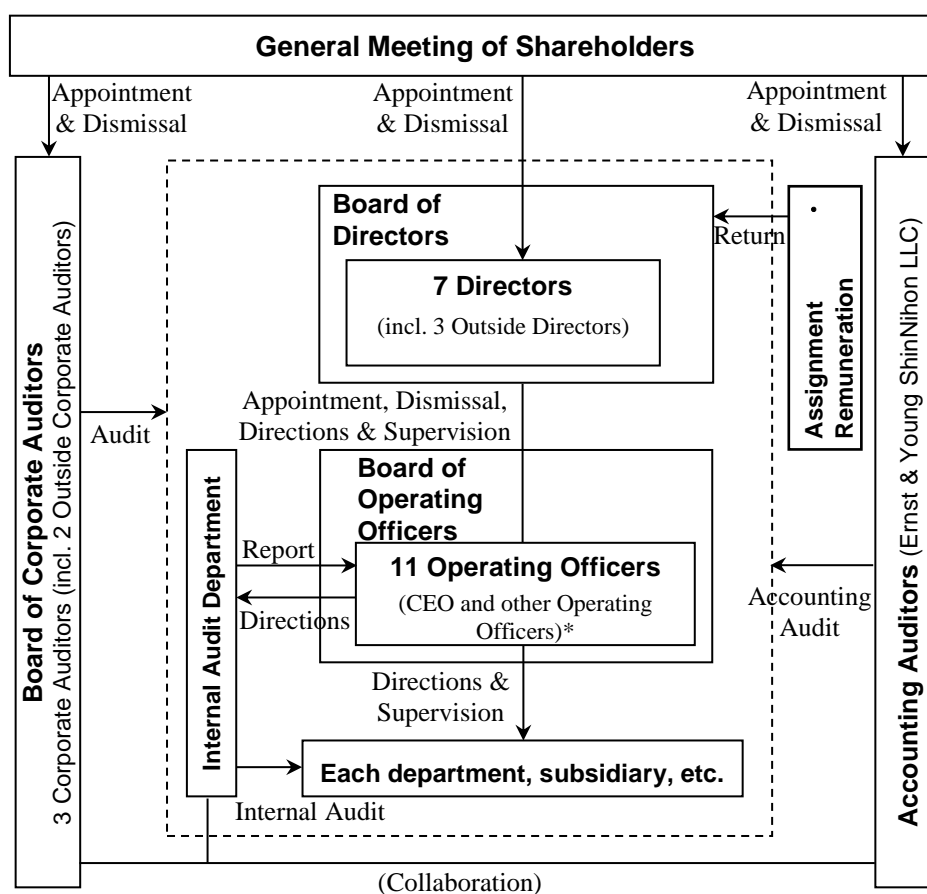 General Meeting of Shareholders
Appointment
& Dismissal
Appointment
& Dismissal
Appointment
& Dismissal
Board of Corporate Auditors
3 Corporate Auditors (incl. 2 Outside Corporate Auditors)
Board of
Directors
7 Directors
(incl. 3 Outside Directors)
Return
・
Assignment
Remuneration
Accounting Auditors (Ernst & Young ShinNihon LLC)
Audit
Appointment, Dismissal,
Directions & Supervision
Internal Audit Department
Board of
Operating
Officers
Report
11 Operating Officers
(CEO and other Operating
Officers)*
Directions
Accounting
Audit
Directions &
Supervision
Each department, subsidiary, etc.
Internal Audit
(Collaboration)